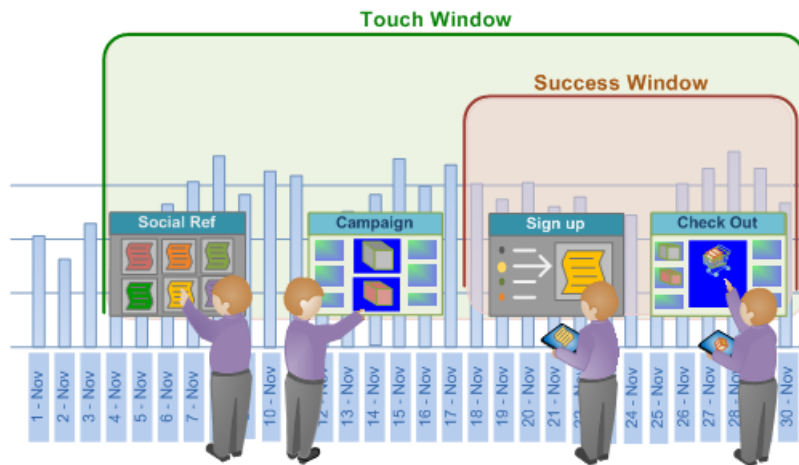 Touch Window
Success Window
Social Ref
Campaign
Sign up
Check Out
1 - Nov
2 - Nov
3 - Nov
4 - Nov
5 - Nov
6 - Nov
7 - Nov
10 - Nov
12 - Nov
13 - Nov
14 - Nov
15 - Nov
16 - Nov
17 - Nov
18 - Nov
19 - Nov
20 - Nov
21 - Nov
24 - Nov
25 - Nov
26 - Nov
27 - Nov
28 - Nov
30 - Nov